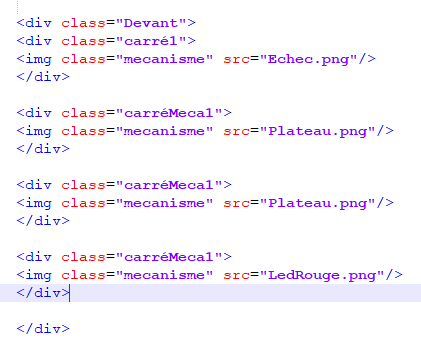 <div class="Devant">
<div class="carré1">
<img class="mecanisme" src="Echec.png"/>
</div>
<div class="carréMeca1">
<img class="mecanisme" src="Plateau.png"/>
</div>
<div class="carréMeca1">
<img class="mecanisme" src="Plateau.png"/>
</div>
<div class="carréMeca1">
<img class="mecanisme" src="LedRouge.png"/>
</div>
</div>